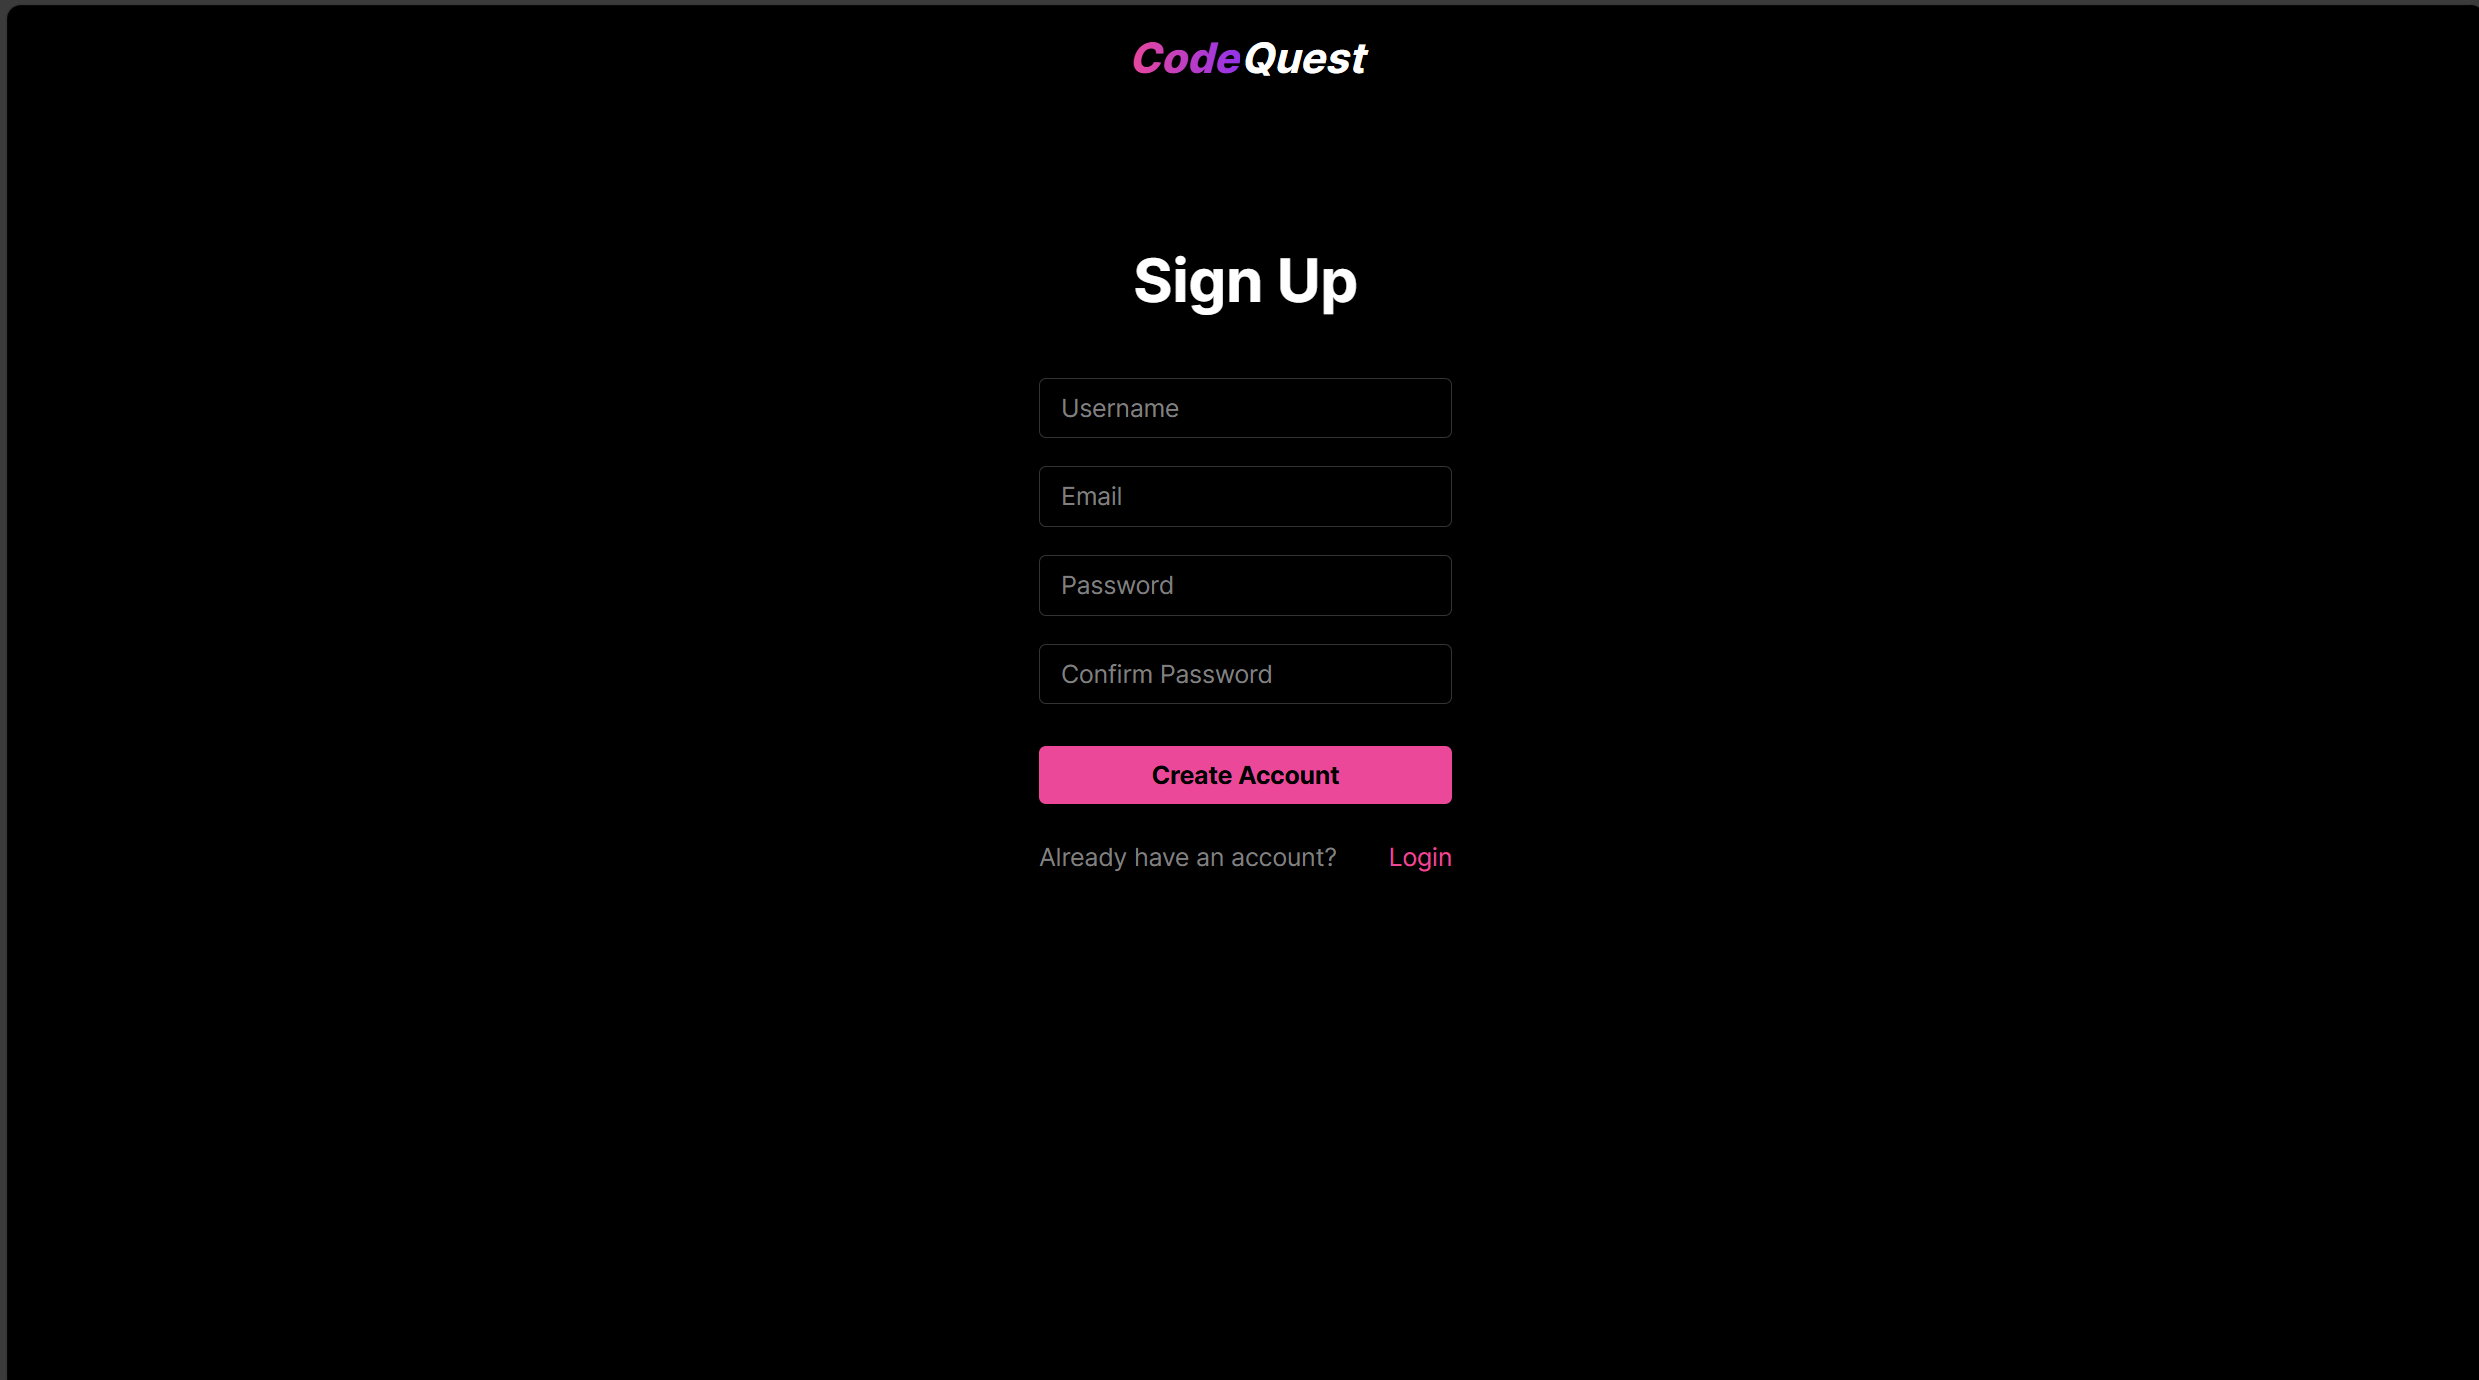 CodeQuest
Sign Up
Username
Email
Password
Confirm Password
Create Account
Already have an account? Login